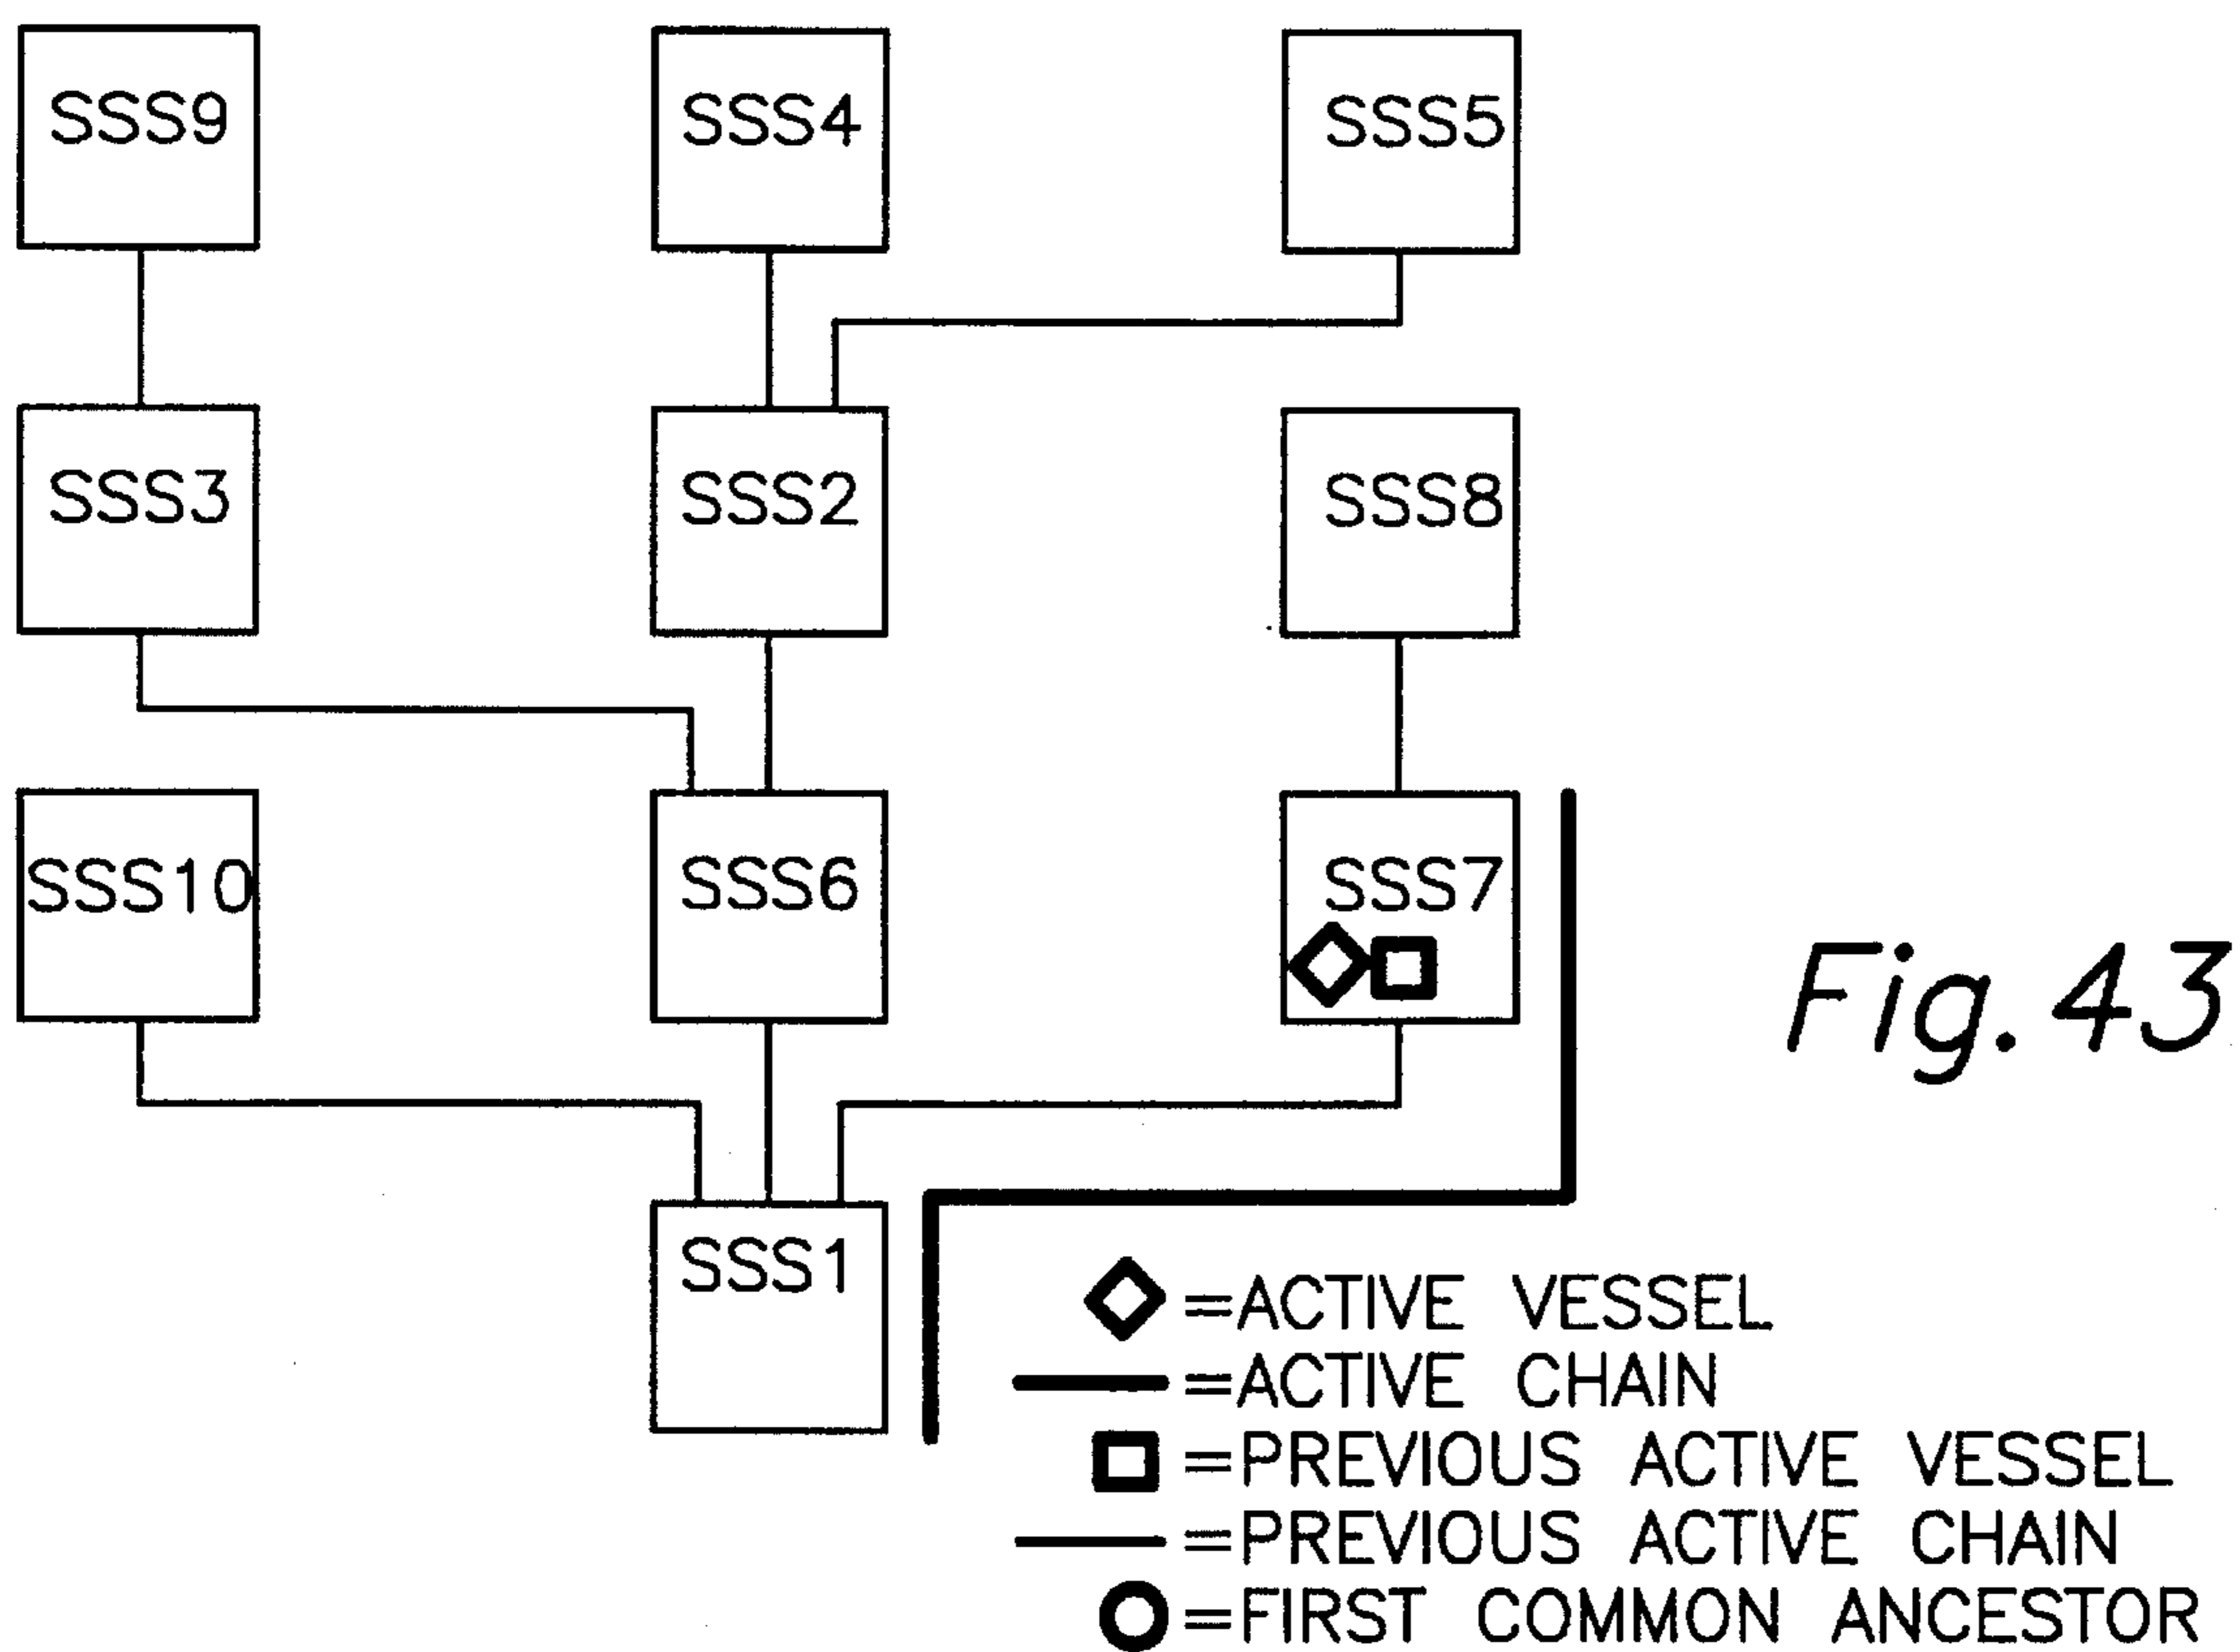 SSS9
SSS4
SSS5
SSS3
SSS2
SSS8
SSS10
SSS6
SSS7
Fig.43
SSS1
=ACTIVE VESSEL
=ACTIVE CHAIN
=PREVIOUS ACTIVE VESSEL
=PREVIOUS ACTIVE CHAIN
=FIRST COMMON ANCESTOR